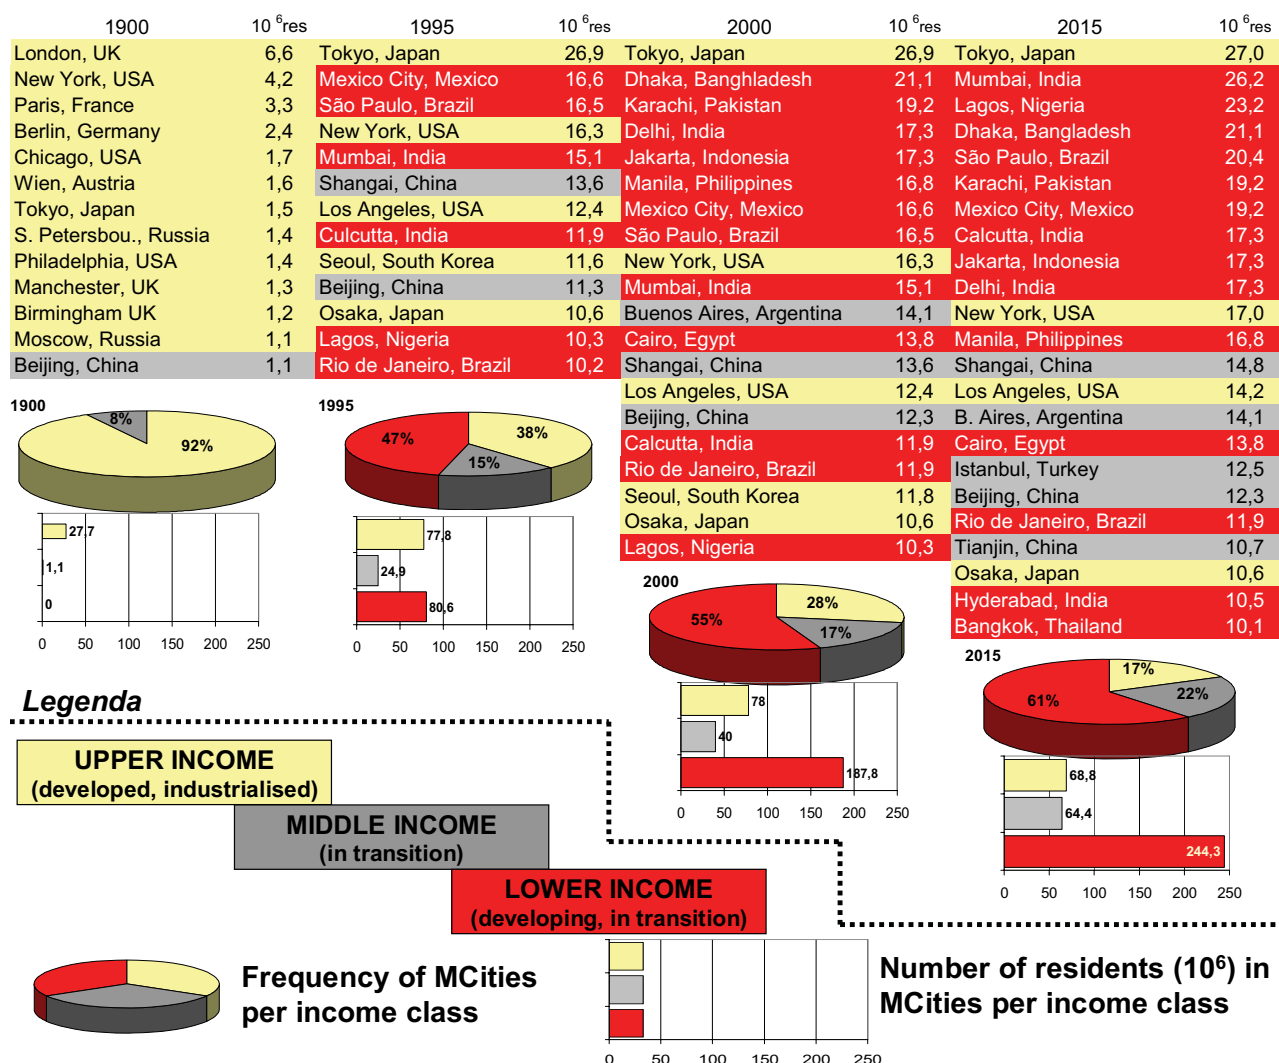 1900 10 6res
London, UK 6,6
New York, USA 4,2
Paris, France 3,3
Berlin, Germany 2,4
Chicago, USA 1,7
Wien, Austria 1,6
Tokyo, Japan 1,5
S. Petersbou., Russia 1,4
Philadelphia, USA 1,4
Manchester, UK 1,3
Birmingham UK 1,2
Moscow, Russia 1,1
Beijing, China 1,1
1995 10 6res
Tokyo, Japan 26,9
Mexico City, Mexico 16,6
São Paulo, Brazil 16,5
New York, USA 16,3
Mumbai, India 15,1
Shangai, China 13,6
Los Angeles, USA 12,4
Culcutta, India 11,9
Seoul, South Korea 11,6
Beijing, China 11,3
Osaka, Japan 10,6
Lagos, Nigeria 10,3
Rio de Janeiro, Brazil 10,2
2000 10 6res
Tokyo, Japan 26,9
Dhaka, Banghladesh 21,1
Karachi, Pakistan 19,2
Delhi, India 17,3
Jakarta, Indonesia 17,3
Manila, Philippines 16,8
Mexico City, Mexico 16,6
São Paulo, Brazil 16,5
New York, USA 16,3
Mumbai, India 15,1
Buenos Aires, Argentina 14,1
Cairo, Egypt 13,8
Shangai, China 13,6
Los Angeles, USA 12,4
Beijing, China 12,3
Calcutta, India 11,9
Rio de Janeiro, Brazil 11,9
Seoul, South Korea 11,8
Osaka, Japan 10,6
Lagos, Nigeria 10,3
2015 10 6res
Tokyo, Japan 27,0
Mumbai, India 26,2
Lagos, Nigeria 23,2
Dhaka, Bangladesh 21,1
São Paulo, Brazil 20,4
Karachi, Pakistan 19,2
Mexico City, Mexico 19,2
Calcutta, India 17,3
Jakarta, Indonesia 17,3
Delhi, India 17,3
New York, USA 17,0
Manila, Philippines 16,8
Shangai, China 14,8
Los Angeles, USA 14,2
B. Aires, Argentina 14,1
Cairo, Egypt 13,8
Istanbul, Turkey 12,5
Beijing, China 12,3
Rio de Janeiro, Brazil 11,9
Tianjin, China 10,7
Osaka, Japan 10,6
Hyderabad, India 10,5
Bangkok, Thailand 10,1
1900
8%
92%
27,7
1,1
0
0 50 100 150 200 250
1995
47% 38%
15%
77,8
24,9
80,6
0 50 100 150 200 250
2000
28%
55%
17%
78
40
187,8
0 50 100 150 200 250
2015
17%
61% 22%
68,8
64,4
244,3
0 50 100 150 200 250
Legenda
UPPER INCOME
(developed, industrialised)
MIDDLE INCOME
(in transition)
LOWER INCOME
(developing, in transition)
Frequency of MCities
per income class
0 50 100 150 200 250
Number of residents (10⁶) in
MCities per income class